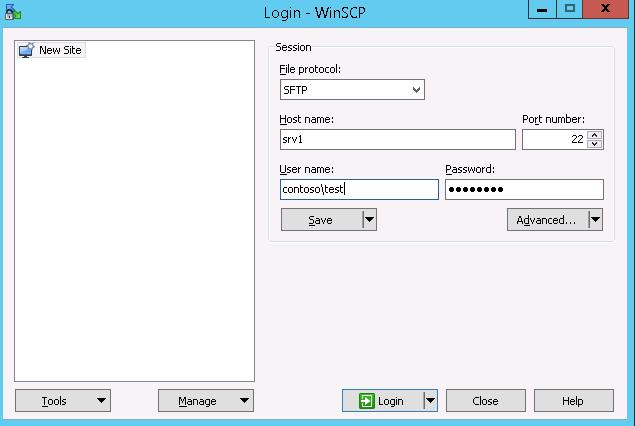 Login - WinSCP
New Site
Session
File protocol:
SFTP
Host name:
Port number:
srv1
22
User name:
Password:
contoso\test
●●●●●●●●
Save
Advanced...
Tools
Manage
Login
Close
Help